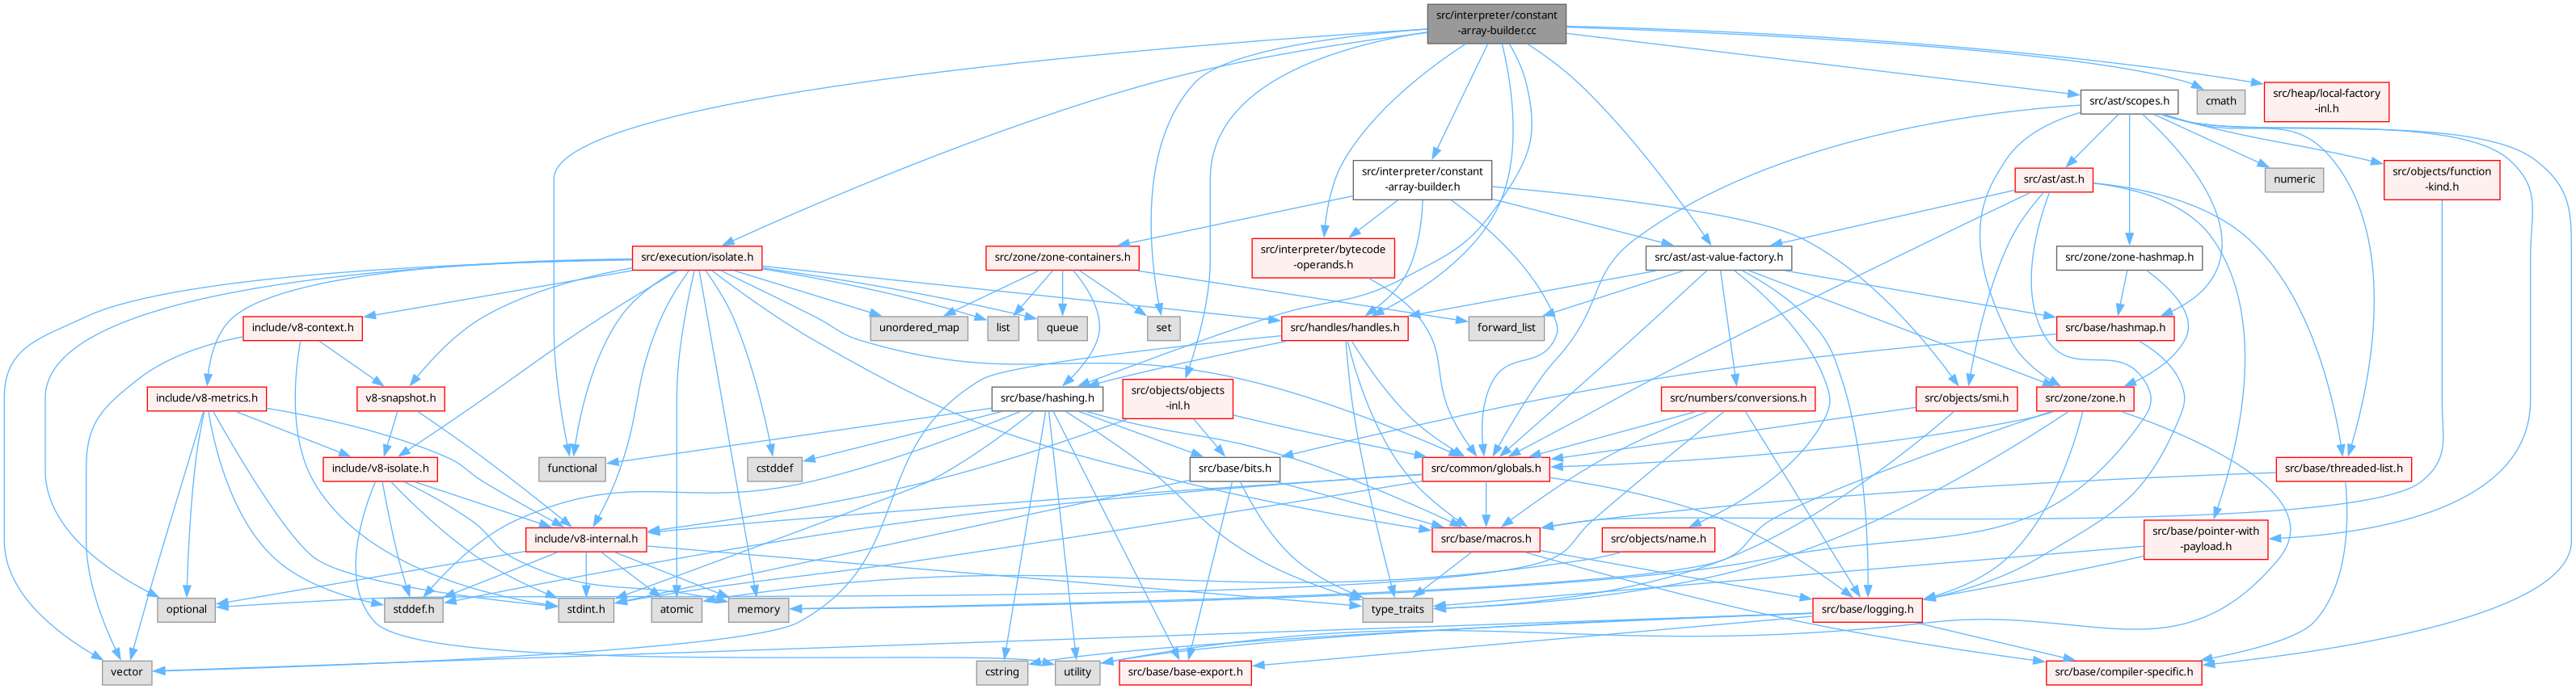 src/interpreter/constant
-array-builder.cc
src/heap/local-factory
-inl.h
cmath
src/ast/scopes.h
src/interpreter/constant
-array-builder.h
src/ast/ast.h
numeric
src/objects/function
-kind.h
src/execution/isolate.h
src/zone/zone-containers.h
src/interpreter/bytecode
-operands.h
src/ast/ast-value-factory.h
src/zone/zone-hashmap.h
include/v8-context.h
unordered_map
list
queue
set
src/handles/handles.h
forward_list
src/base/hashmap.h
include/v8-metrics.h
v8-snapshot.h
src/base/hashing.h
src/objects/objects
-inl.h
src/numbers/conversions.h
src/objects/smi.h
src/zone/zone.h
include/v8-isolate.h
functional
cstddef
src/base/bits.h
src/common/globals.h
src/base/threaded-list.h
include/v8-internal.h
src/base/macros.h
src/objects/name.h
src/base/pointer-with
-payload.h
optional
stddef.h
stdint.h
atomic
memory
type_traits
src/base/logging.h
vector
cstring
utility
src/base/base-export.h
src/base/compiler-specific.h